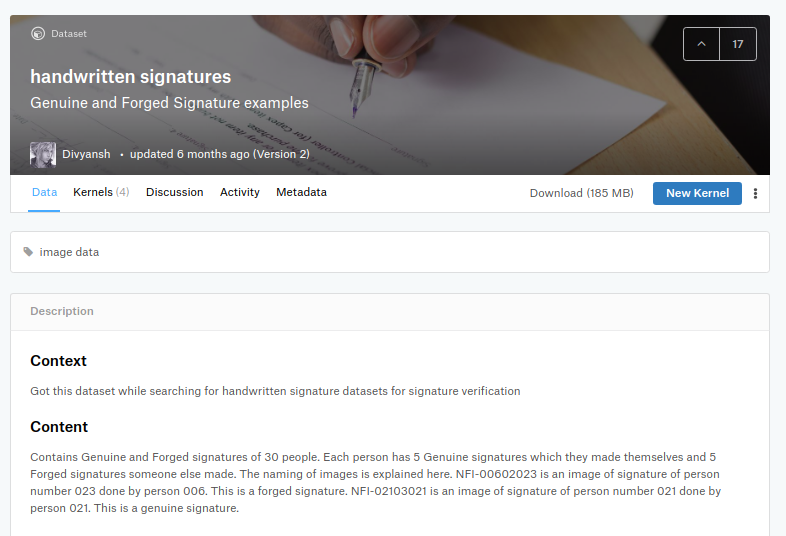 Dataset
17
handwritten signatures
Genuine and Forged Signature examples
Divyansh • updated 6 months ago (Version 2)
Data Kernels (4) Discussion Activity Metadata Download (185 MB) New Kernel
image data
Description
Context
Got this dataset while searching for handwritten signature datasets for signature verification
Content
Contains Genuine and Forged signatures of 30 people. Each person has 5 Genuine signatures which they made themselves and 5
Forged signatures someone else made. The naming of images is explained here. NFI-00602023 is an image of signature of person
number 023 done by person 006. This is a forged signature. NFI-02103021 is an image of signature of person number 021 done by
person 021. This is a genuine signature.